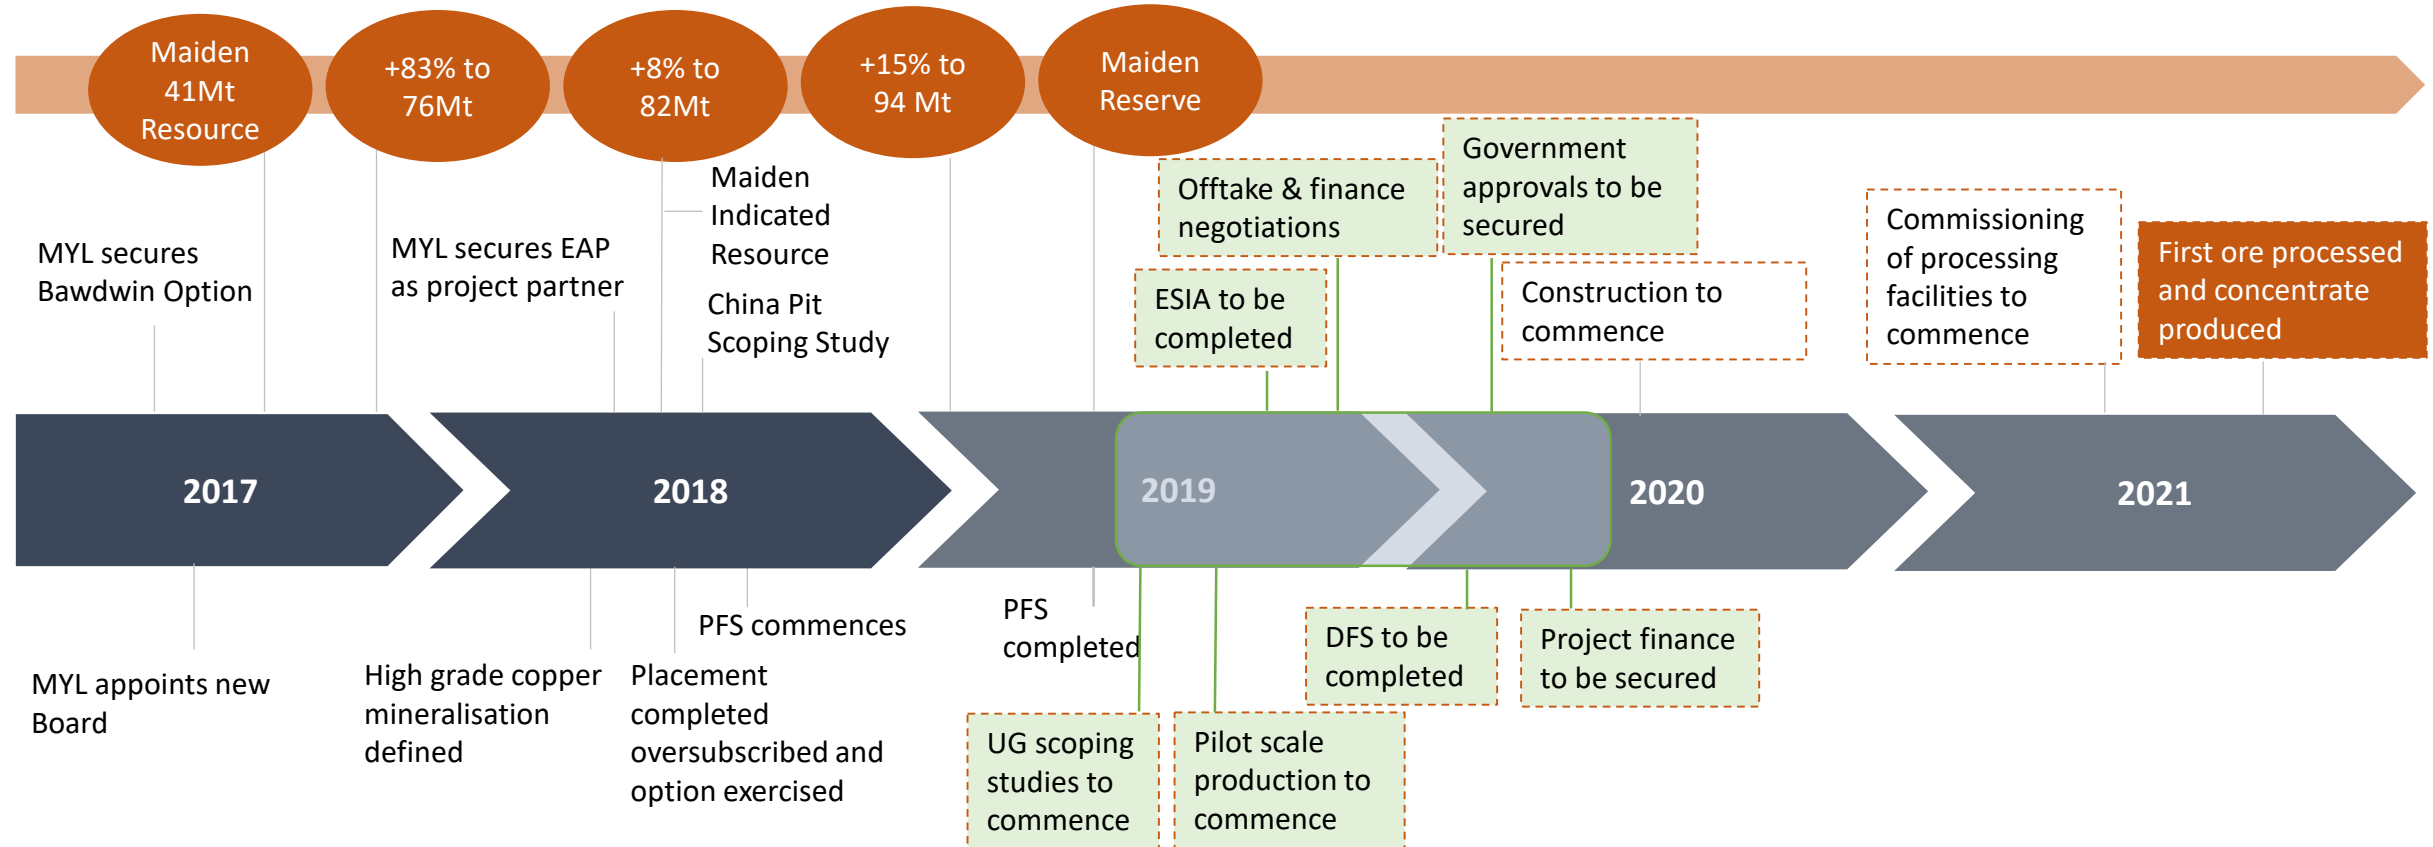 Maiden
41Mt
Resource
+83% to
76Mt
+8% to
82Mt
+15% to
94 Mt
Maiden
Reserve
MYL secures
Bawdwin Option
MYL secures EAP
as project partner
Maiden
Indicated
Resource
China Pit
Scoping Study
Offtake & finance
negotiations
ESIA to be
completed
Government
approvals to be
secured
Construction to
commence
Commissioning
of processing
facilities to
commence
First ore processed
and concentrate
produced
2017
2018
2019
2020
2021
MYL appoints new
Board
High grade copper
mineralisation
defined
Placement
completed
oversubscribed and
option exercised
PFS commences
PFS
completed
UG scoping
studies to
commence
Pilot scale
production to
commence
DFS to be
completed
Project finance
to be secured